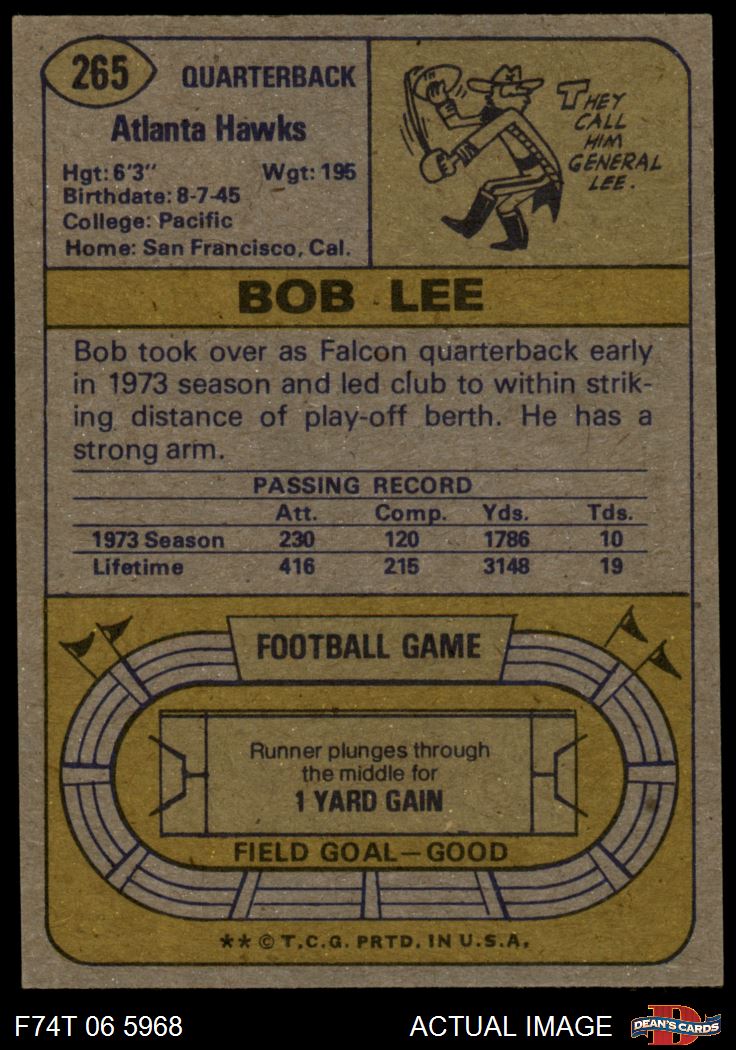 265
QUARTERBACK
Atlanta Hawks
Hgt: 6'3" Wgt: 195
Birthdate: 8-7-45
College: Pacific
Home: San Francisco, Cal.
THEY
CALL
HIM
GENERAL
LEE.
BOB LEE
Bob took over as Falcon quarterback early
in 1973 season and led club to within strik-
ing distance of play-off berth. He has a
strong arm.
PASSING RECORD
Att. Comp. Yds. Tds.
1973 Season 230 120 1786 10
Lifetime 416 215 3148 19
FOOTBALL GAME
Runner plunges through
the middle for
1 YARD GAIN
FIELD GOAL—GOOD
** © T.C.G. PRTD. IN U.S.A.
F74T 06 5968
ACTUAL IMAGE
D
DEAN'S CARDS